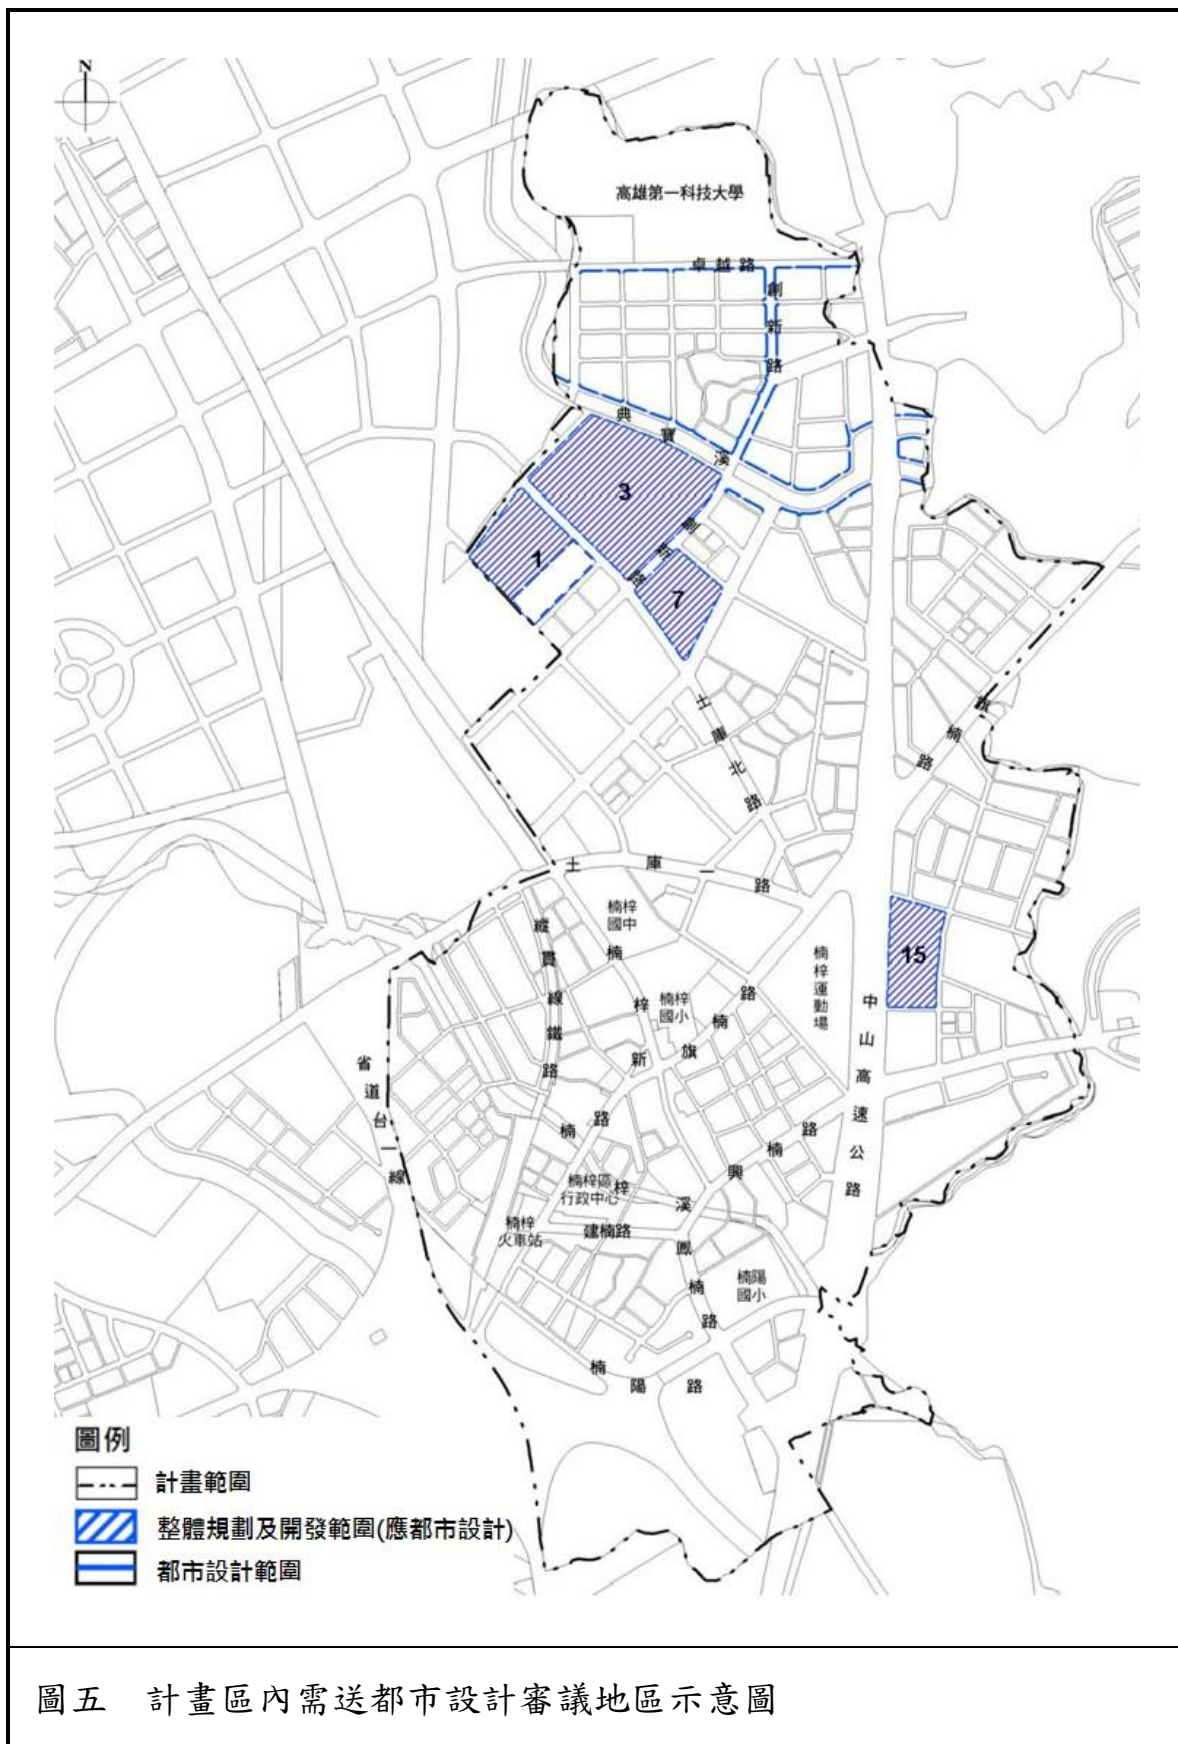 N
高雄第一科技大學
卓越路
創新路
典寶溪
3
1
創新路
7
土庫北路
旗楠路
土庫一路
楠梓
國中
縱貫線鐵路
楠梓新路
楠梓
國小
旗楠路
楠梓運動場
15
中山高速公路
省道台一線
興楠路
楠梓溪
楠梓區
行政中心
楠梓
火車站
建楠路
鳳楠路
楠陽
國小
楠陽路
圖例
計畫範圍
整體規劃及開發範圍(應都市設計)
都市設計範圍
圖五 計畫區內需送都市設計審議地區示意圖